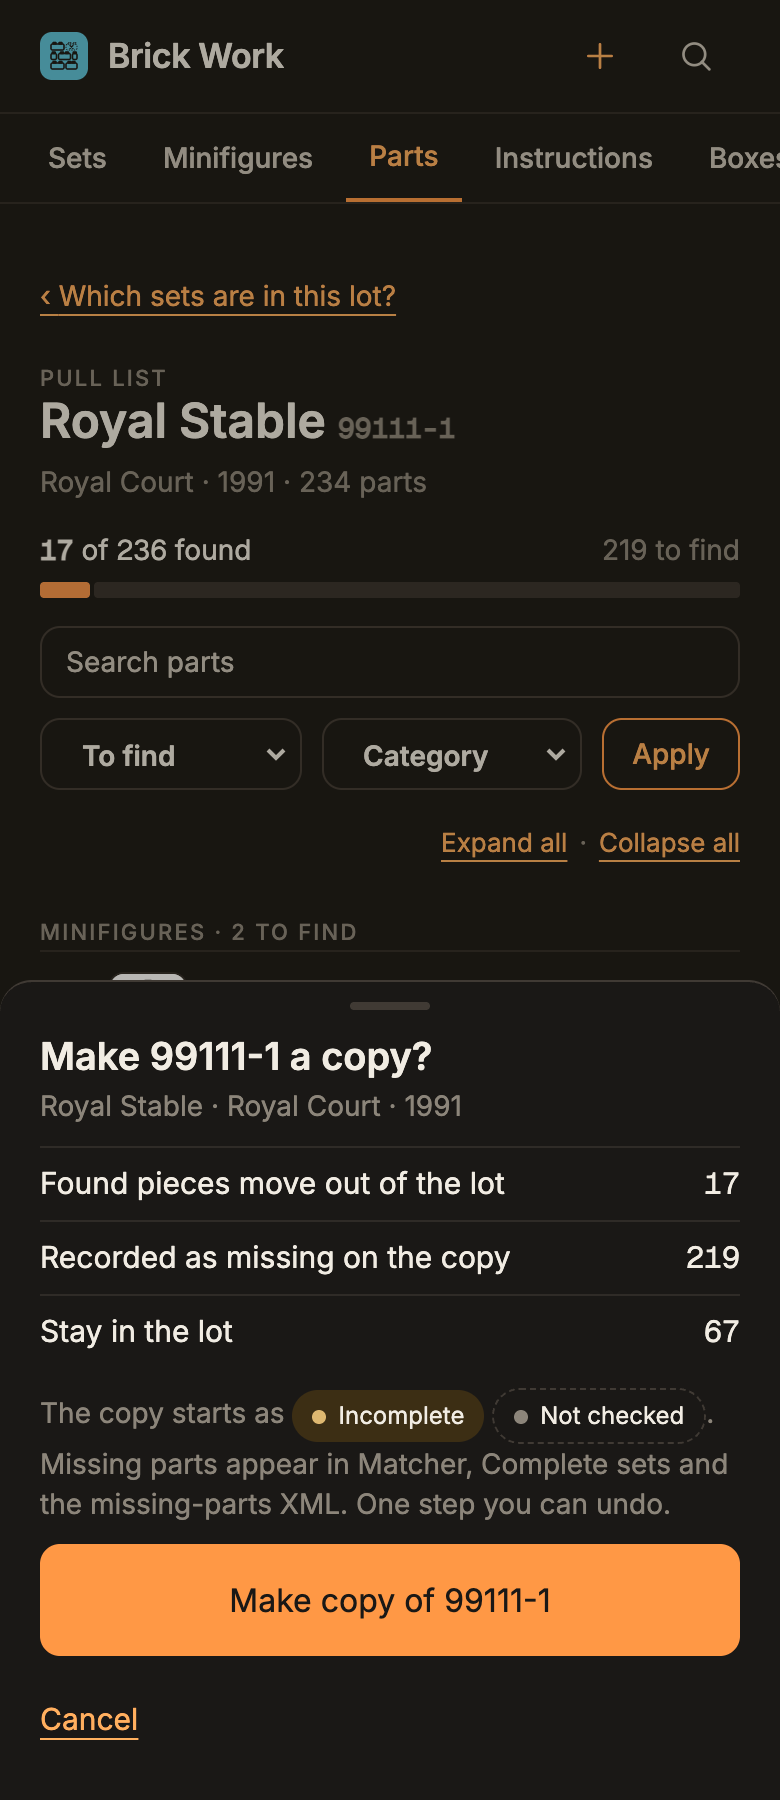 Brick Work
Sets Minifigures Parts Instructions Boxes
‹ Which sets are in this lot?
PULL LIST
Royal Stable 99111-1
Royal Court · 1991 · 234 parts
17 of 236 found 219 to find
Search parts
To find Category Apply
Expand all · Collapse all
MINIFIGURES · 2 TO FIND
Make 99111-1 a copy?
Royal Stable · Royal Court · 1991
Found pieces move out of the lot 17
Recorded as missing on the copy 219
Stay in the lot 67
The copy starts as Incomplete Not checked.
Missing parts appear in Matcher, Complete sets and
the missing-parts XML. One step you can undo.
Make copy of 99111-1
Cancel